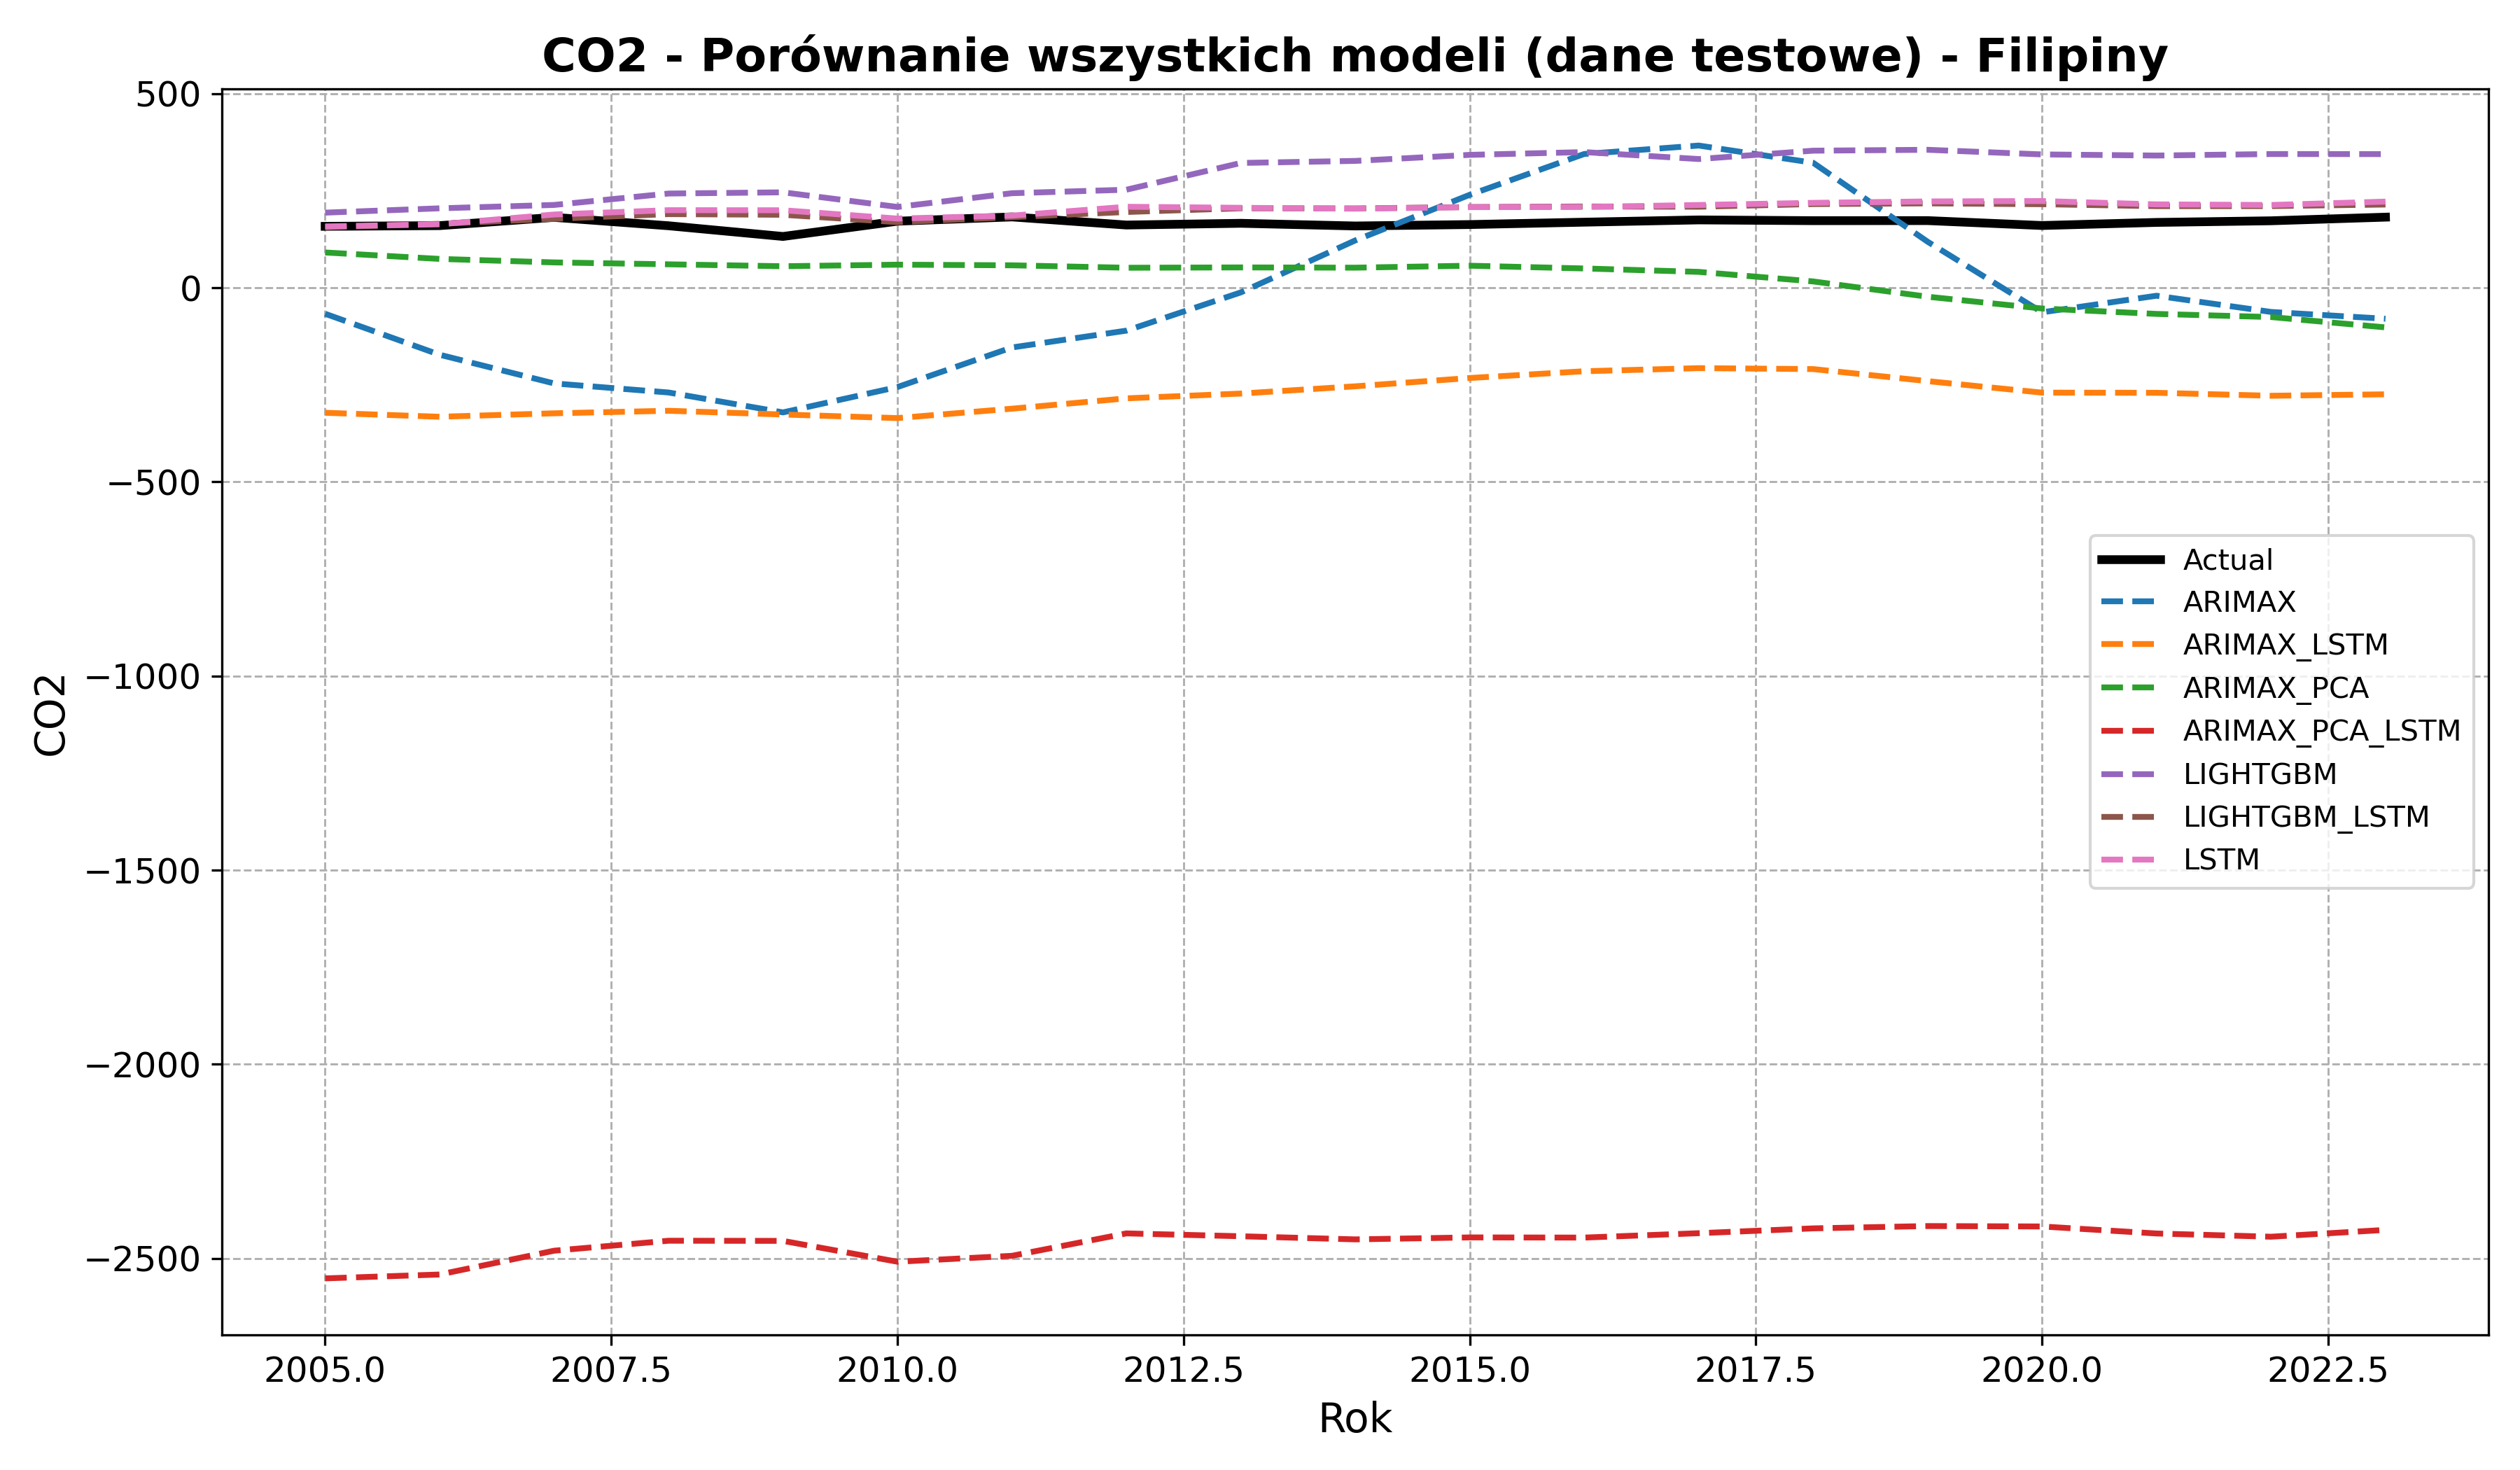 CO2 - Porównanie wszystkich modeli (dane testowe) - Filipiny
500
0
−500
−1000
−1500
−2000
−2500
CO2
Actual
ARIMAX
ARIMAX_LSTM
ARIMAX_PCA
ARIMAX_PCA_LSTM
LIGHTGBM
LIGHTGBM_LSTM
LSTM
2005.0 2007.5 2010.0 2012.5 2015.0 2017.5 2020.0 2022.5
Rok